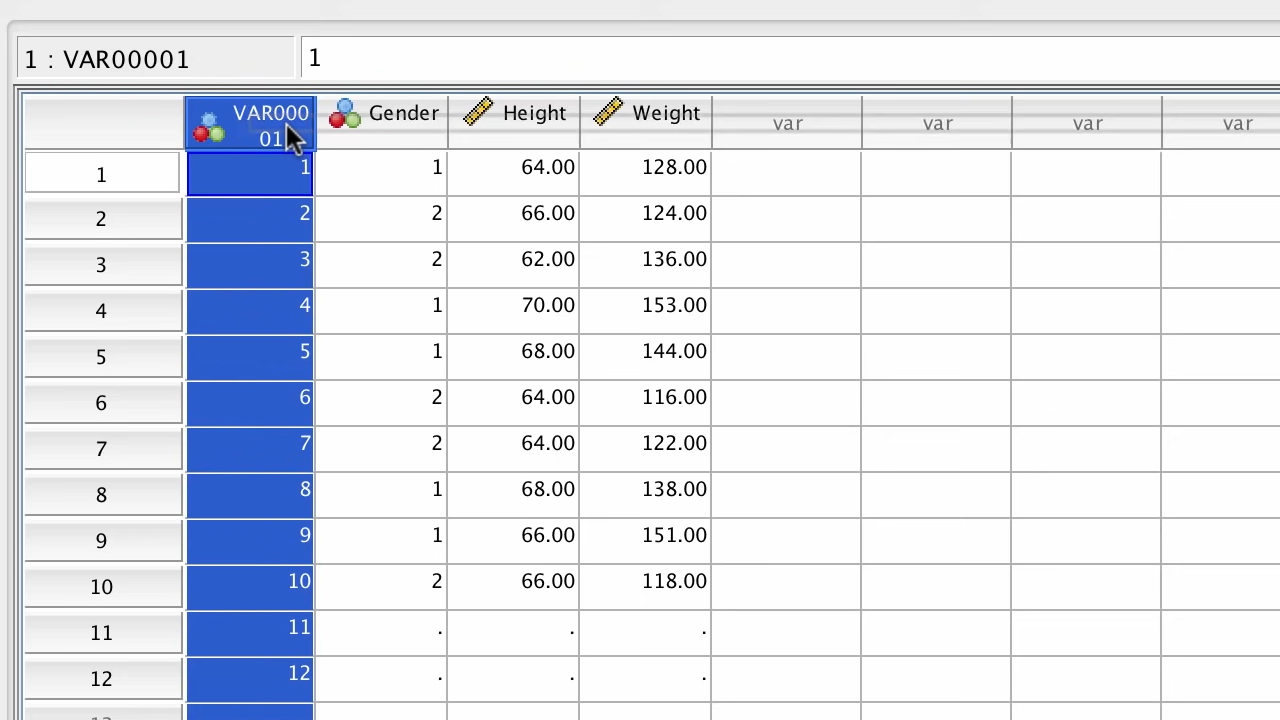 1 : VAR00001 1
VAR000
01 Gender Height Weight var var var var
1 1 1 64.00 128.00
2 2 2 66.00 124.00
3 3 2 62.00 136.00
4 4 1 70.00 153.00
5 5 1 68.00 144.00
6 6 2 64.00 116.00
7 7 2 64.00 122.00
8 8 1 68.00 138.00
9 9 1 66.00 151.00
10 10 2 66.00 118.00
11 11 . . .
12 12 . . .